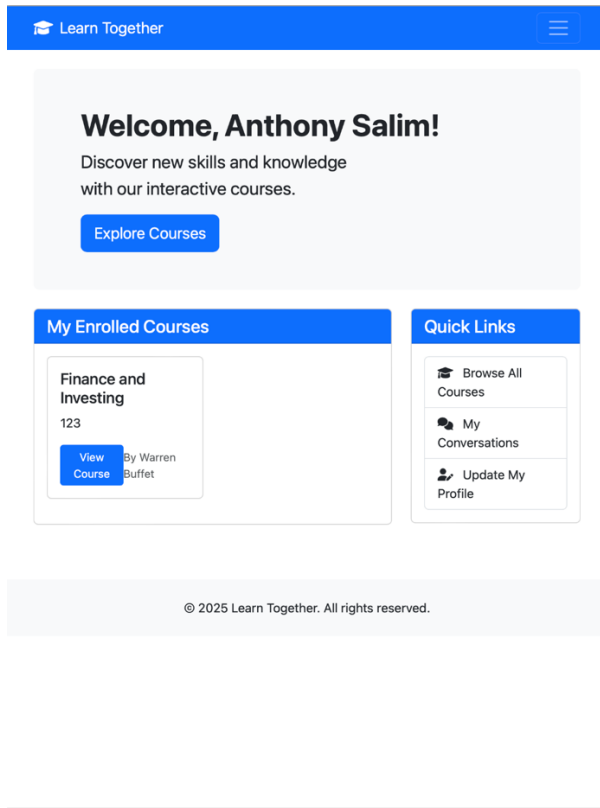 Learn Together
Welcome, Anthony Salim!
Discover new skills and knowledge
with our interactive courses.
Explore Courses
My Enrolled Courses
Finance and
Investing
123
View
Course
By Warren
Buffet
Quick Links
Browse All
Courses
My
Conversations
Update My
Profile
© 2025 Learn Together. All rights reserved.